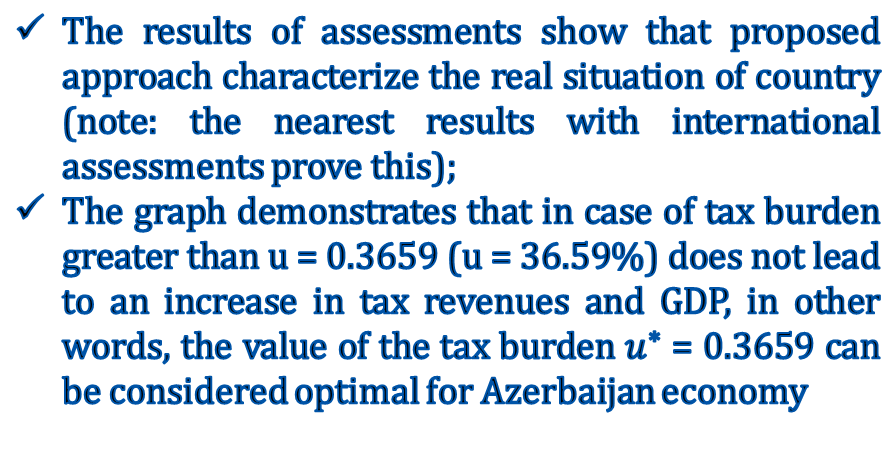 ✓ The results of assessments show that proposed
approach characterize the real situation of country
(note: the nearest results with international
assessments prove this);
✓ The graph demonstrates that in case of tax burden
greater than u = 0.3659 (u = 36.59%) does not lead
to an increase in tax revenues and GDP, in other
words, the value of the tax burden u* = 0.3659 can
be considered optimal for Azerbaijan economy